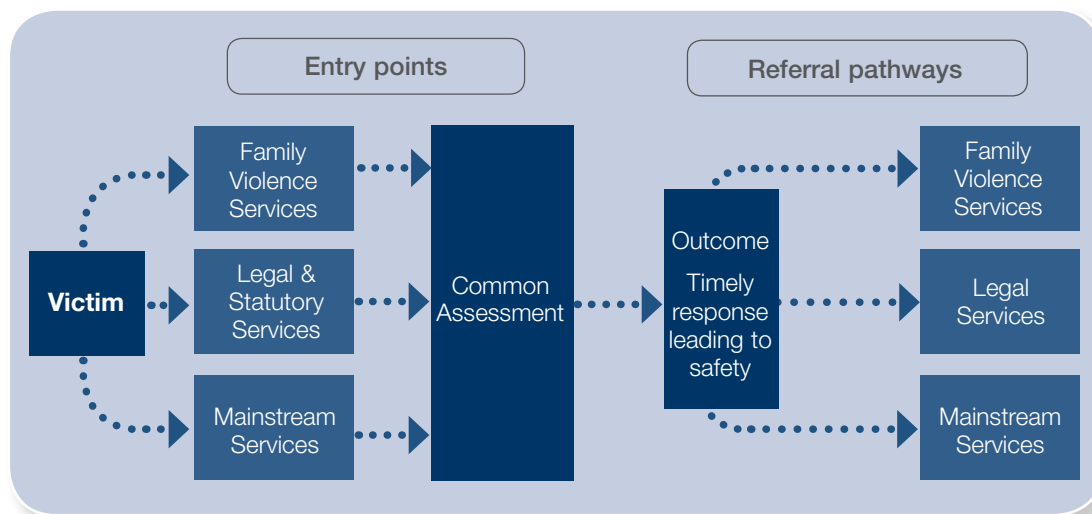 Entry points
Referral pathways
Victim
Family
Violence
Services
Legal &
Statutory
Services
Mainstream
Services
Common
Assessment
Outcome
Timely
response
leading to
safety
Family
Violence
Services
Legal
Services
Mainstream
Services